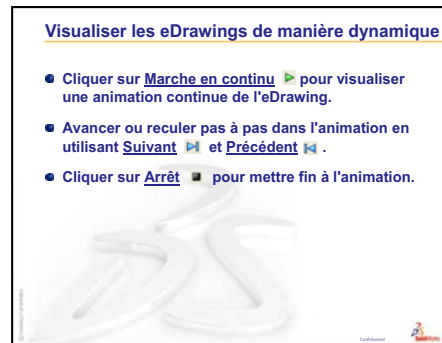 Visualiser les eDrawings de manière dynamique
Cliquer sur Marche en continu pour visualiser
une animation continue de l'eDrawing.
Avancer ou reculer pas à pas dans l'animation en
utilisant Suivant et Précédent .
Cliquer sur Arrêt pour mettre fin à l'animation.
Confidential
SolidWorks